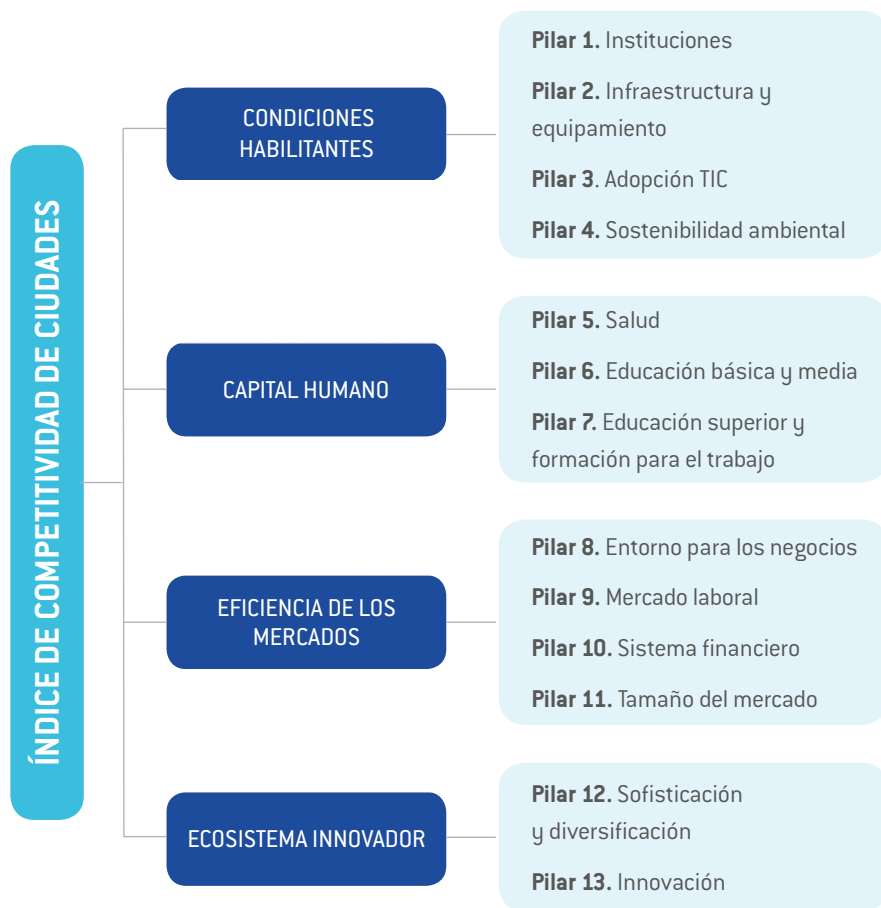 ÍNDICE DE COMPETITIVIDAD DE CIUDADES
CONDICIONES
HABILITANTES
Pilar 1. Instituciones
Pilar 2. Infraestructura y
equipamiento
Pilar 3. Adopción TIC
Pilar 4. Sostenibilidad ambiental
CAPITAL HUMANO
Pilar 5. Salud
Pilar 6. Educación básica y media
Pilar 7. Educación superior y
formación para el trabajo
EFICIENCIA DE LOS
MERCADOS
Pilar 8. Entorno para los negocios
Pilar 9. Mercado laboral
Pilar 10. Sistema financiero
Pilar 11. Tamaño del mercado
ECOSISTEMA INNOVADOR
Pilar 12. Sofisticación
y diversificación
Pilar 13. Innovación